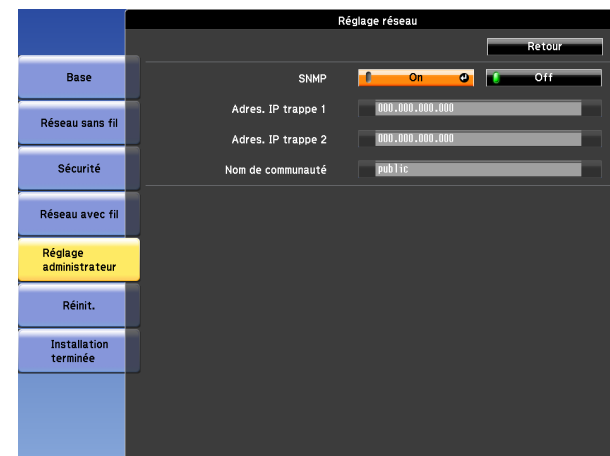 Réglage réseau
Retour
Base
SNMP On Off
Adres. IP trappe 1 000.000.000.000
Réseau sans fil
Adres. IP trappe 2 000.000.000.000
Sécurité
Nom de communauté public
Réseau avec fil
Réglage
administrateur
Réinit.
Installation
terminée